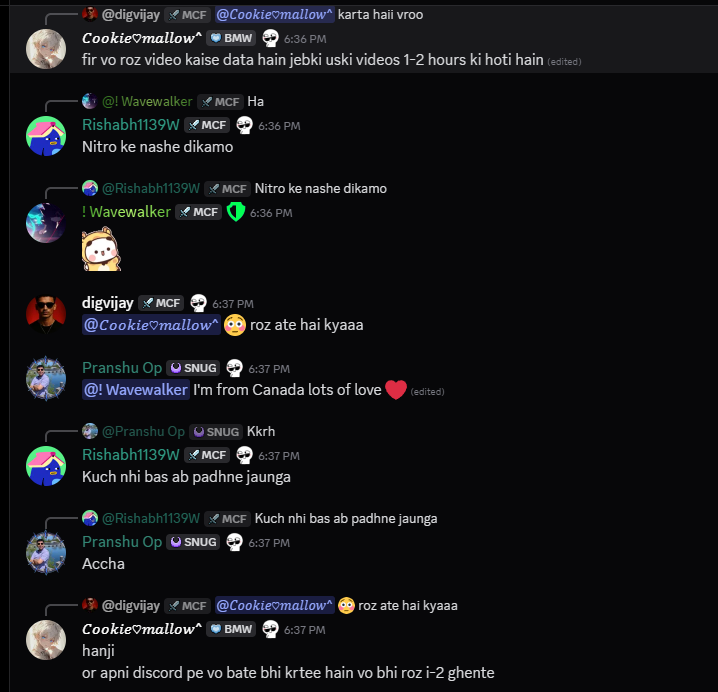 @digvijay MCF @Cookie♡mallow^ karta haii vroo
Cookie♡mallow^ BMW 6:36 PM
fir vo roz video kaise data hain jebki uski videos 1-2 hours ki hoti hain (edited)
@! Wavewalker MCF Ha
Rishabh1139W MCF 6:36 PM
Nitro ke nashe dikamo
@Rishabh1139W MCF Nitro ke nashe dikamo
! Wavewalker MCF 6:36 PM
digvijay MCF 6:37 PM
@Cookie♡mallow^ 😳 roz ate hai kyaaa
Pranshu Op SNUG 6:37 PM
@! Wavewalker I'm from Canada lots of love ❤️ (edited)
@Pranshu Op SNUG Kkrh
Rishabh1139W MCF 6:37 PM
Kuch nhi bas ab padhne jaunga
@Rishabh1139W MCF Kuch nhi bas ab padhne jaunga
Pranshu Op SNUG 6:37 PM
Accha
@digvijay MCF @Cookie♡mallow^ 😳 roz ate hai kyaaa
Cookie♡mallow^ BMW 6:37 PM
hanji
or apni discord pe vo bate bhi krtee hain vo bhi roz i-2 ghente